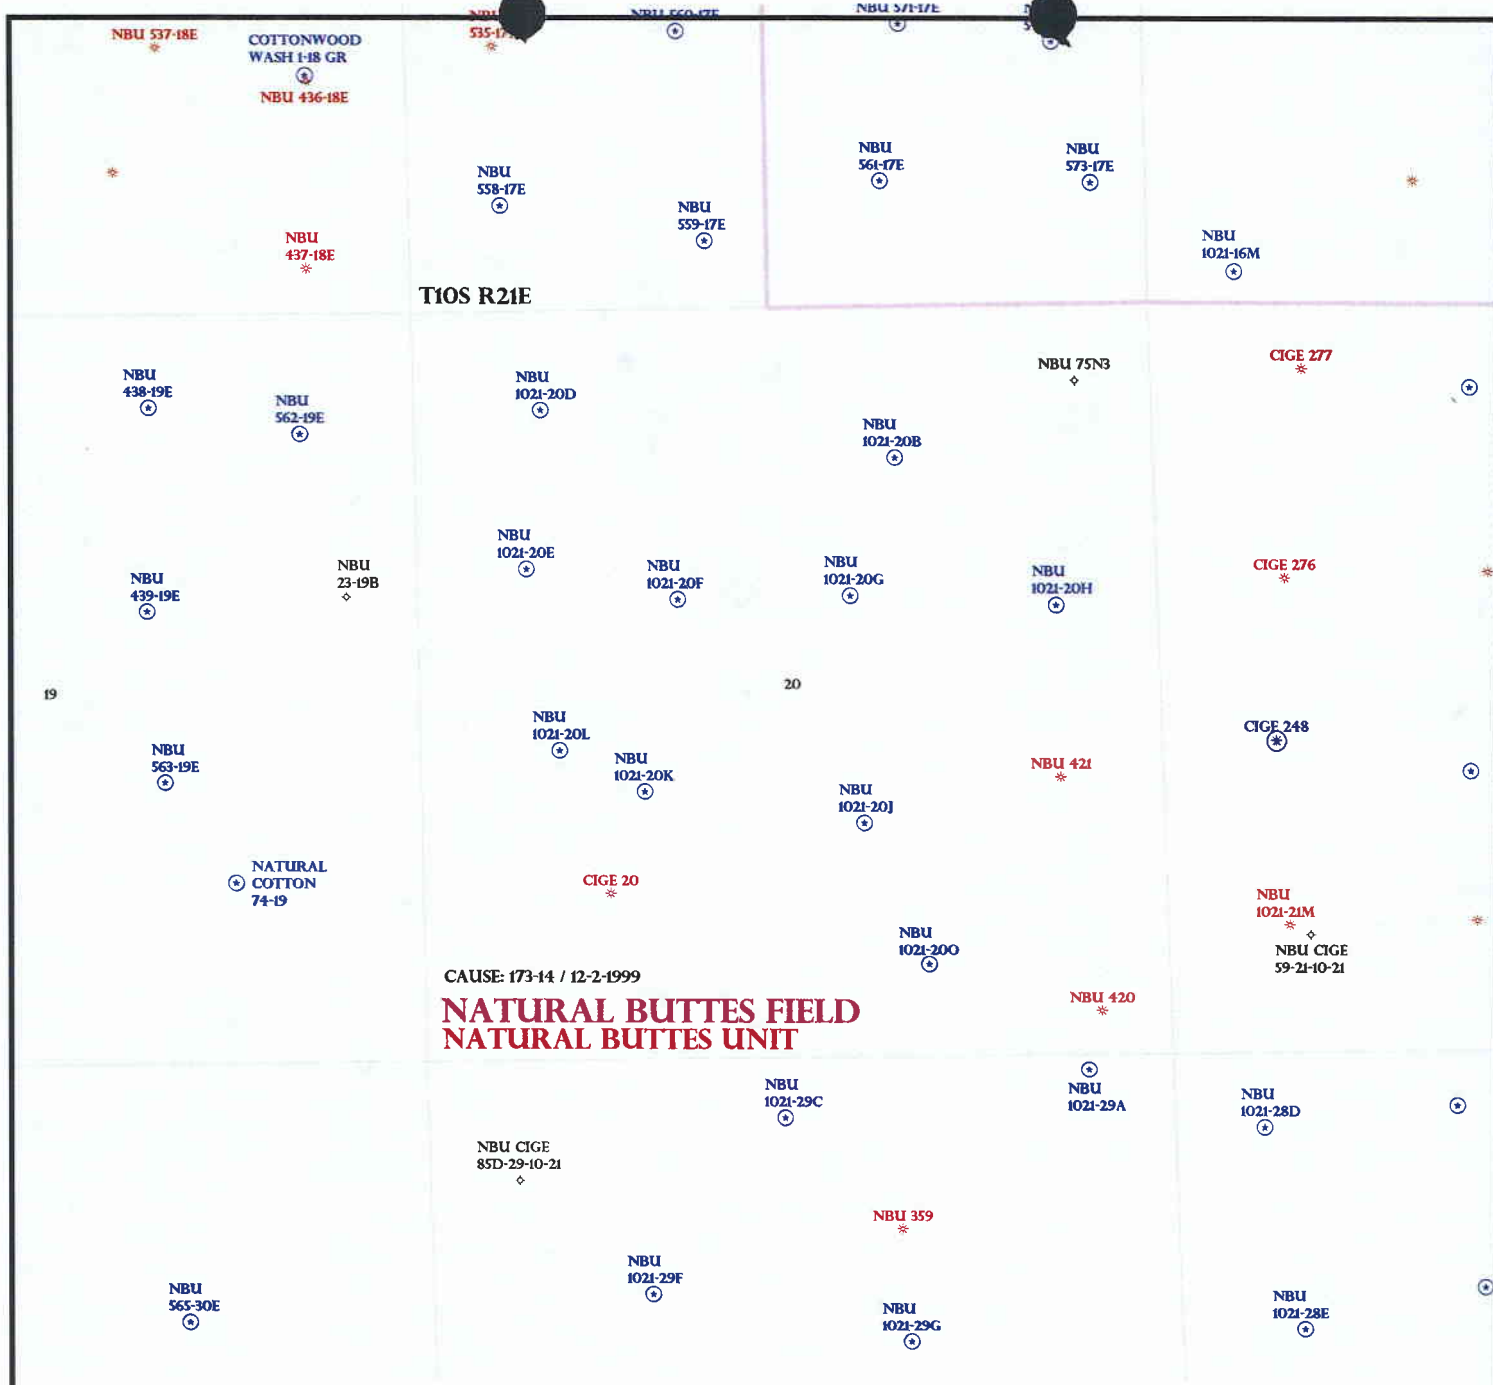 NBU 537-18E
COTTONWOOD
WASH 1-18 GR
NBU 436-18E
NBU 560-17E
NBU 571-17E
NBU
558-17E
NBU
559-17E
NBU
561-17E
NBU
573-17E
NBU
437-18E
NBU
1021-16M
T10S R21E
NBU
438-19E
NBU
562-19E
NBU
1021-20D
NBU
1021-20B
NBU 75N3
CIGE 277
NBU
439-19E
NBU
23-19B
NBU
1021-20E
NBU
1021-20F
NBU
1021-20G
NBU
1021-20H
CIGE 276
19
20
NBU
563-19E
NBU
1021-20L
NBU
1021-20K
NBU
1021-20J
NBU 421
CIGE 248
NATURAL
COTTON
74-19
CIGE 20
NBU
1021-20O
NBU
1021-21M
NBU CIGE
59-21-10-21
NBU 420
CAUSE: 173-14 / 12-2-1999
NATURAL BUTTES FIELD
NATURAL BUTTES UNIT
NBU
1021-29C
NBU
1021-29A
NBU
1021-28D
NBU CIGE
85D-29-10-21
NBU 359
NBU
565-30E
NBU
1021-29F
NBU
1021-29G
NBU
1021-28E